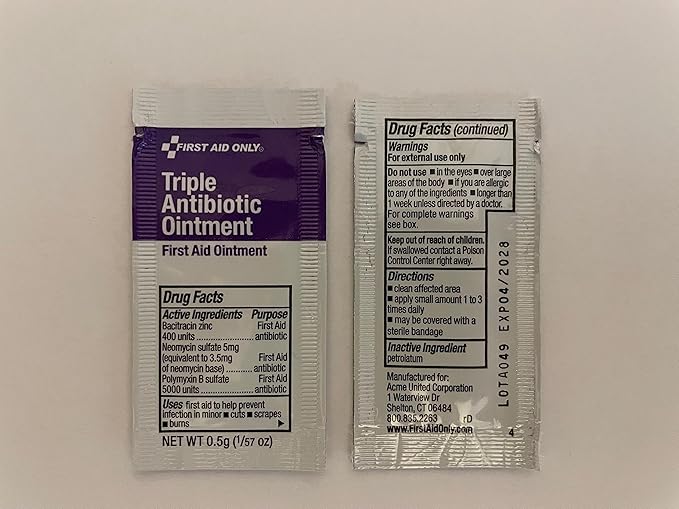 FIRST AID ONLY®
Triple
Antibiotic
Ointment
First Aid Ointment
Drug Facts
Active Ingredients Purpose
Bacitracin zinc First Aid
400 units .................... antibiotic
Neomycin sulfate 5mg
(equivalent to 3.5mg First Aid
of neomycin base) .......... antibiotic
Polymyxin B sulfate First Aid
5000 units .................. antibiotic
Uses first aid to help prevent
infection in minor ■ cuts ■ scrapes
■ burns ▶
NET WT 0.5g (1/57 OZ)
Drug Facts (continued)
Warnings
For external use only
Do not use ■ in the eyes ■ over large
areas of the body ■ if you are allergic
to any of the ingredients ■ longer than
1 week unless directed by a doctor.
For complete warnings
see box.
Keep out of reach of children.
If swallowed contact a Poison
Control Center right away.
Directions
■ clean affected area
■ apply small amount 1 to 3
times daily
■ may be covered with a
sterile bandage
Inactive Ingredient
petrolatum
Manufactured for:
Acme United Corporation
1 Waterview Dr
Shelton, CT 06484
800.835.2263 rD
www.FirstAidOnly.com 4
LOTA049 EXP04/2028